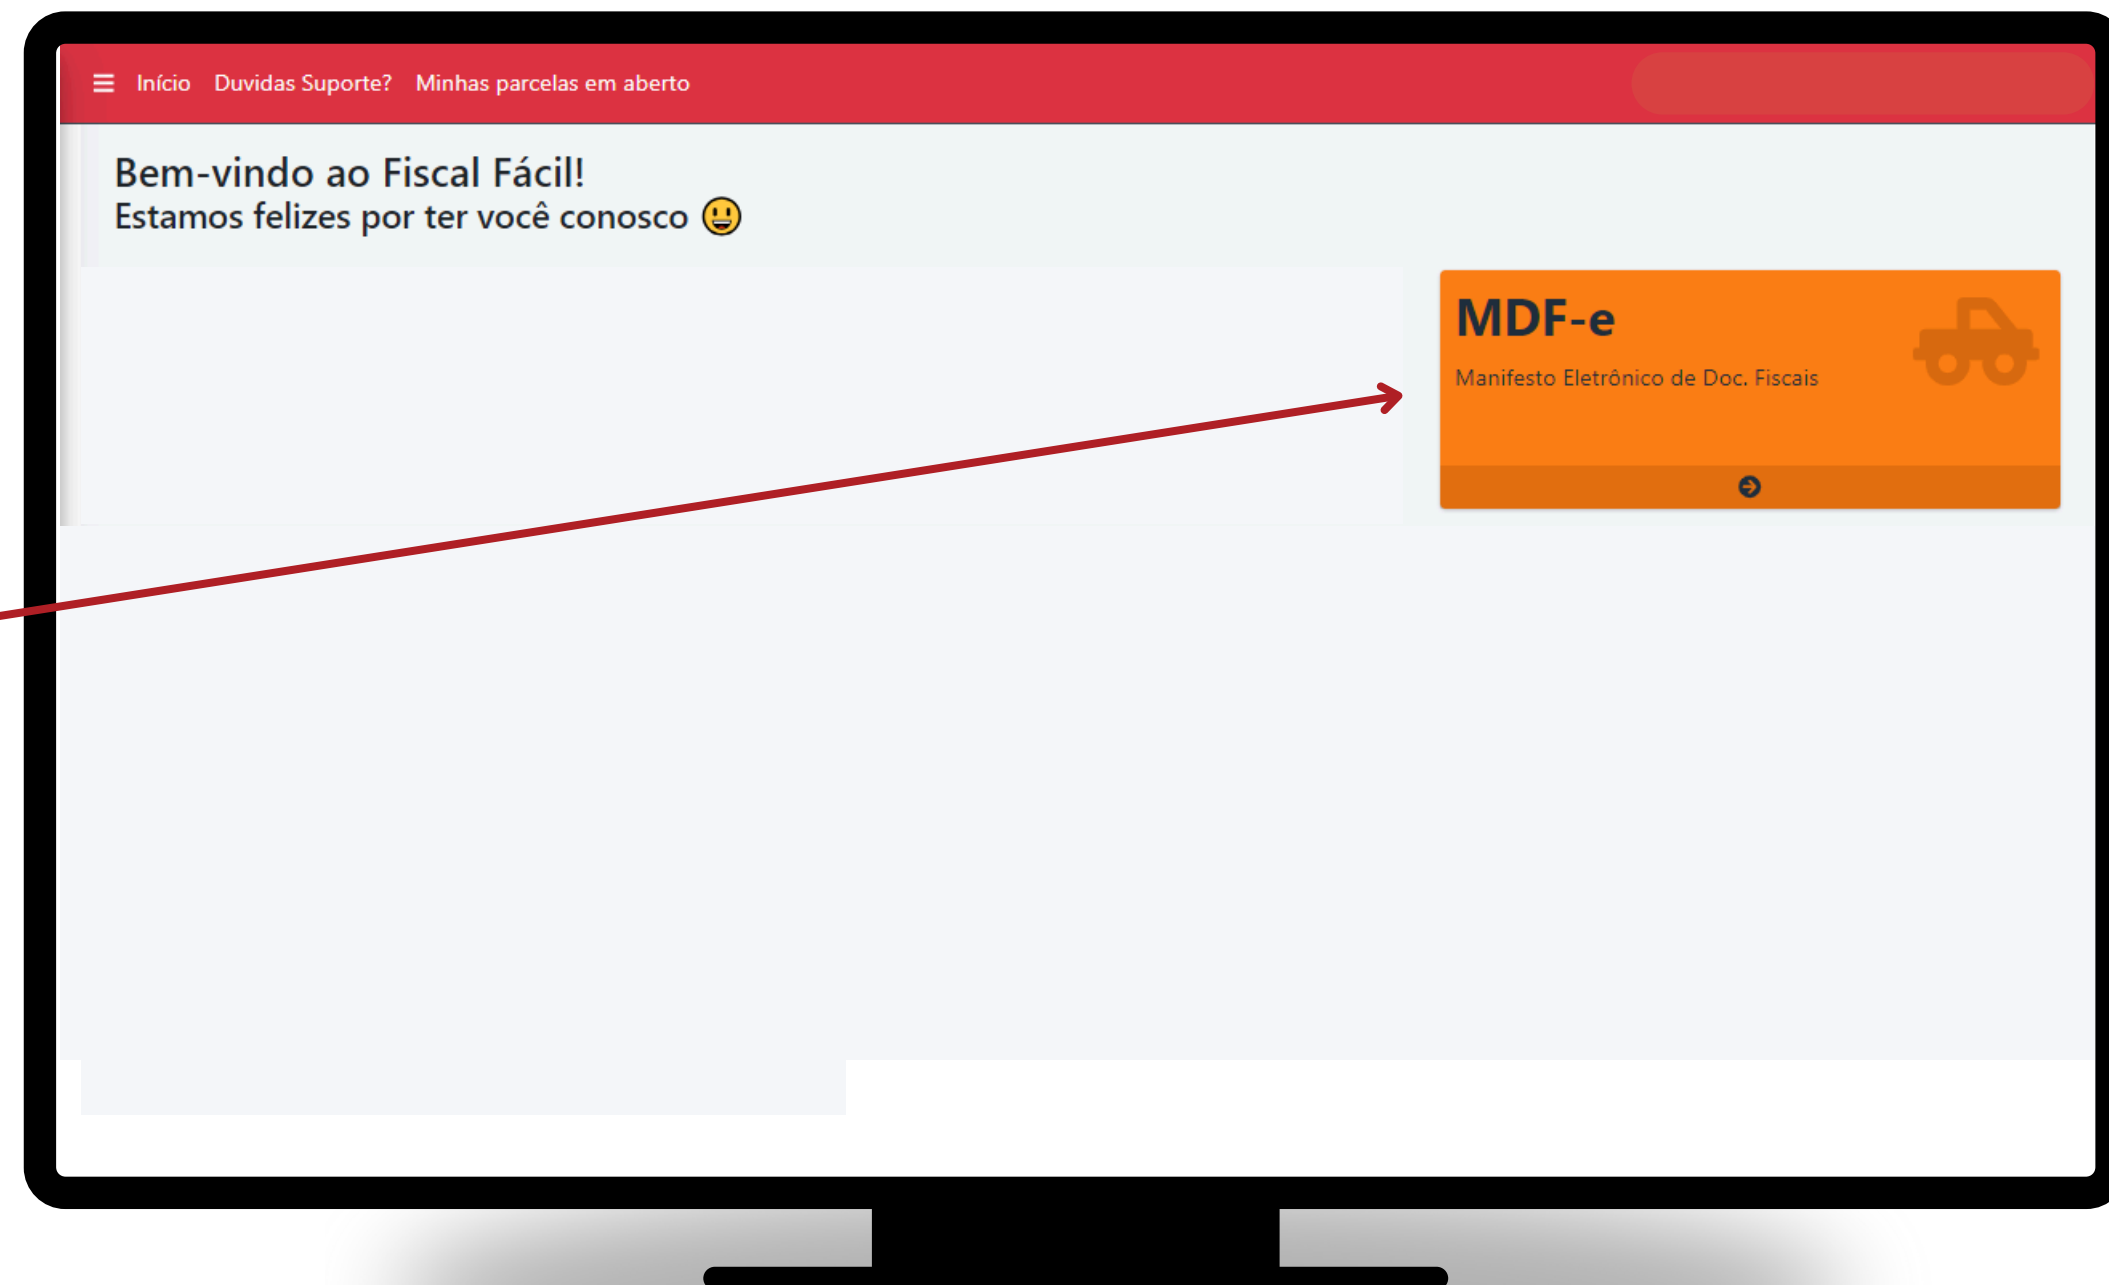 Início Duvidas Suporte? Minhas parcelas em aberto
Bem-vindo ao Fiscal Fácil!
Estamos felizes por ter você conosco 😃
MDF-e
Manifesto Eletrônico de Doc. Fiscais